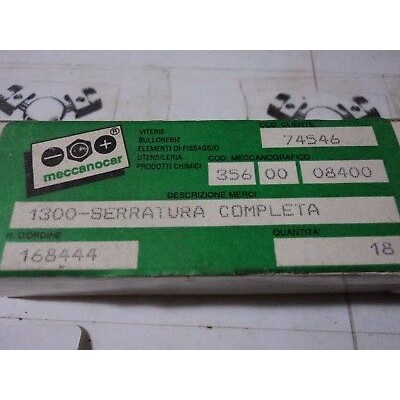 COD. CLIENTE
74546
®
meccanocar
VITERIE
BULLONERIE
ELEMENTI DI FISSAGGIO
UTENSILERIA
PRODOTTI CHIMICI
COD. MECCANOGRAFICO
356 00 08400
DESCRIZIONE MERCI
1300-SERRATURA COMPLETA
N. D'ORDINE
168444
QUANTITA'
18